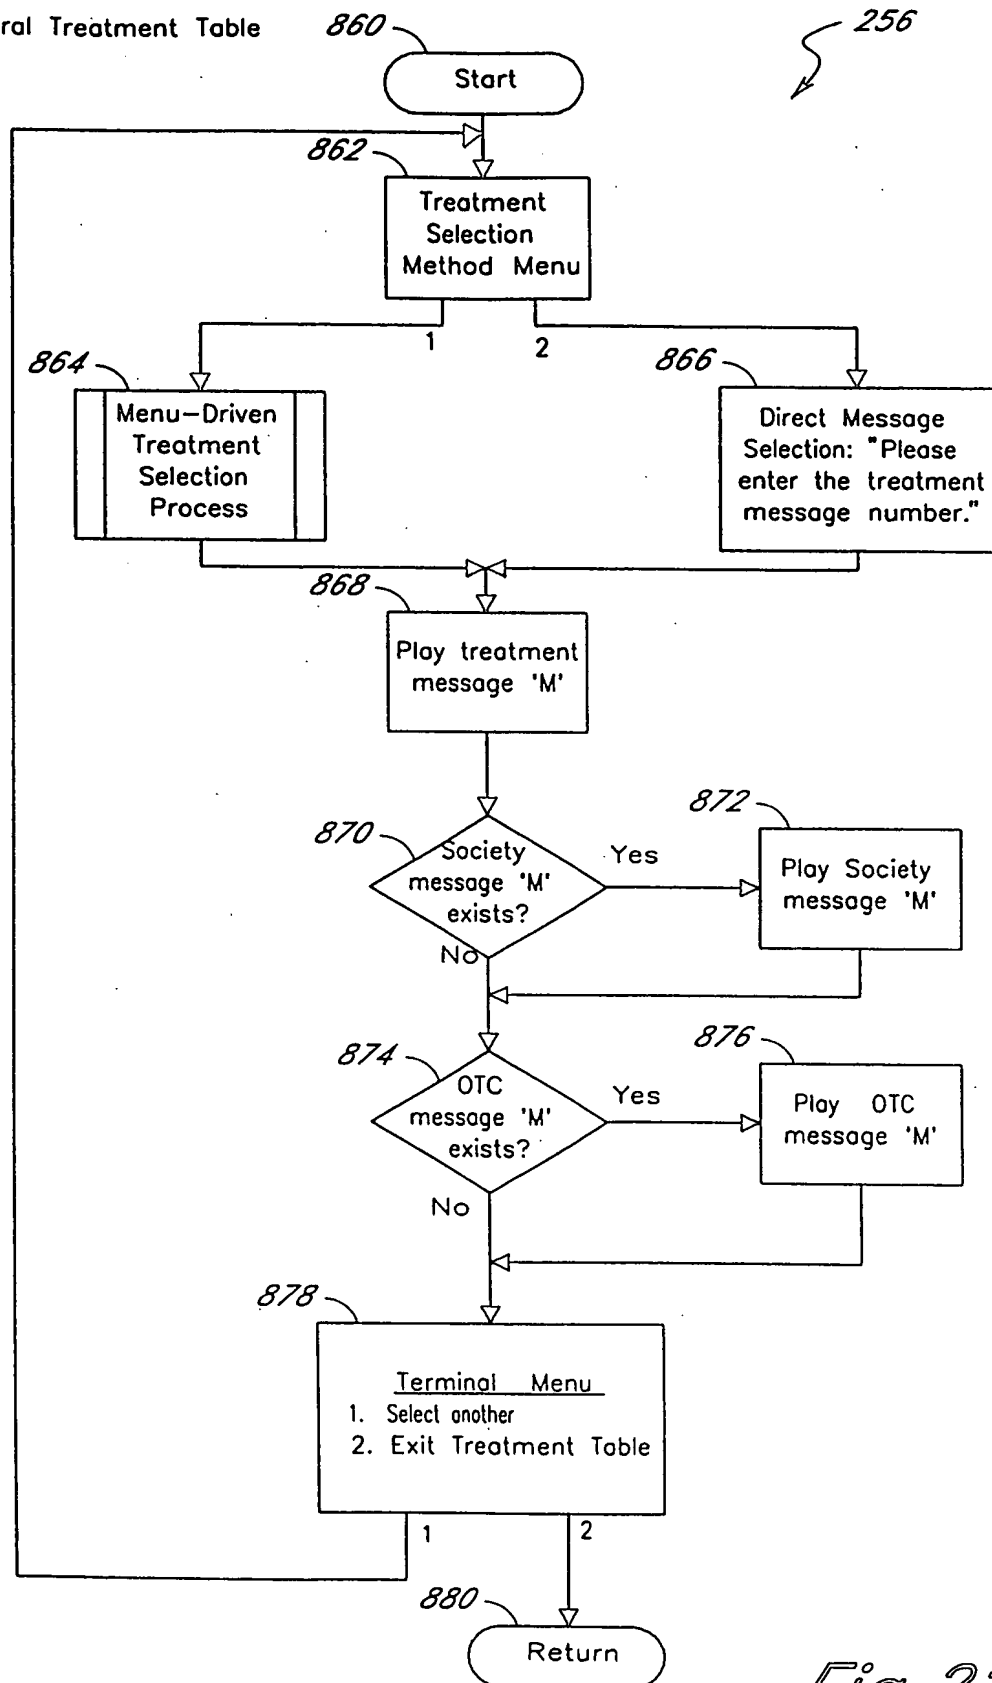 Treatment Table
860
256
Start
862
Treatment
Selection
Method Menu
1
2
864
866
Menu-Driven
Treatment
Selection
Process
Direct Message
Selection: "Please
enter the treatment
message number."
868
Play treatment
message 'M'
870
Society
message 'M'
exists?
Yes
No
872
Play Society
message 'M'
874
OTC
message 'M'
exists?
Yes
No
876
Play OTC
message 'M'
878
Terminal Menu
1. Select another
2. Exit Treatment Table
1
2
880
Return
Fig.